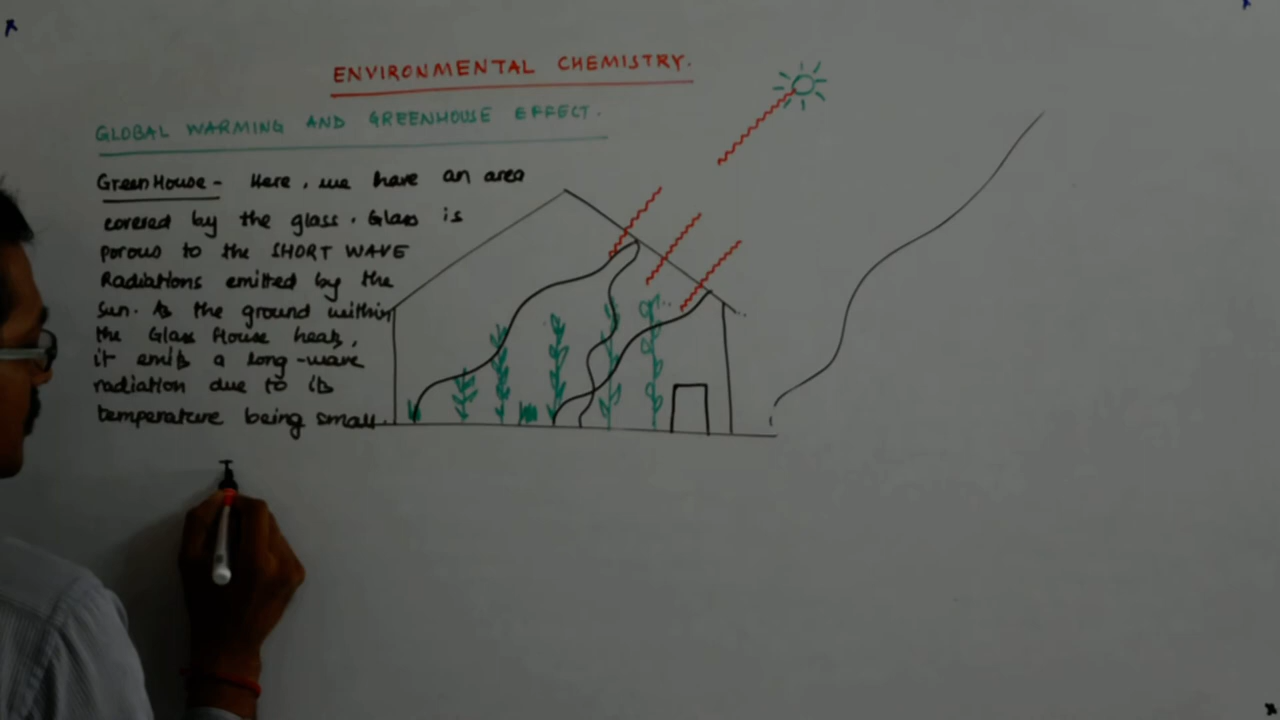 ENVIRONMENTAL CHEMISTRY.
GLOBAL WARMING AND GREENHOUSE EFFECT.
GreenHouse - Here, we have an area
covered by the glass. Glass is
porous to the SHORT WAVE
Radiations emitted by the
Sun. As the ground within
the Glass House heats,
it emits a long-wave
radiation due to its
temperature being small.
T